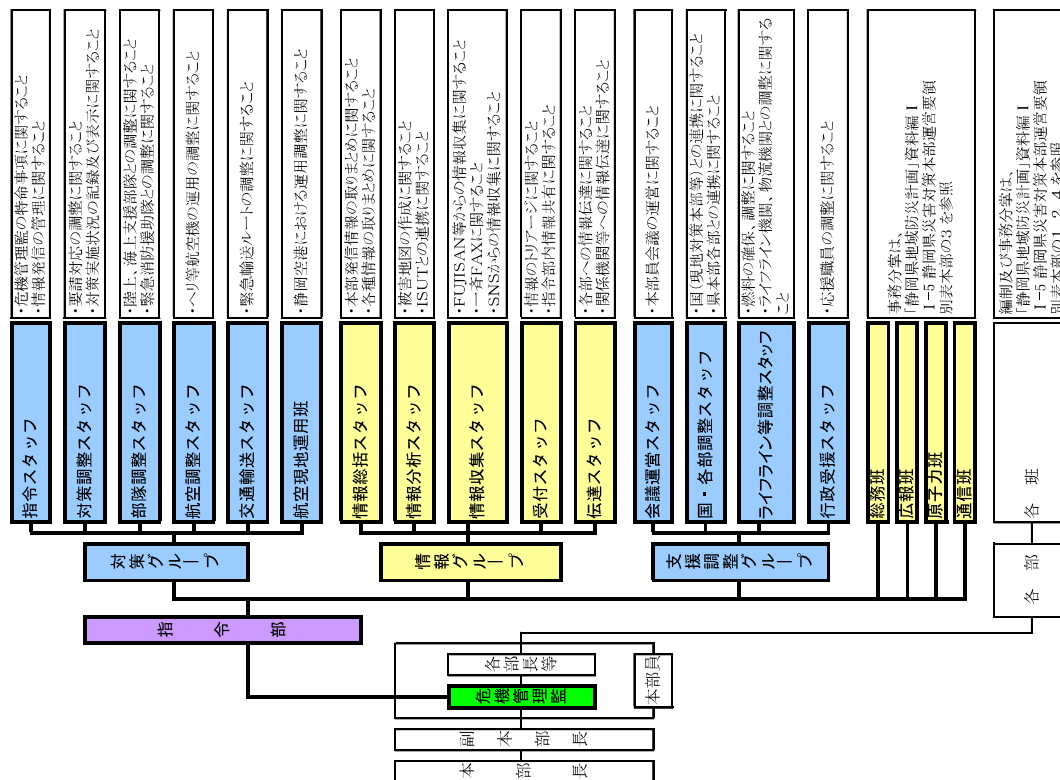 本部長
副本部長
危機管理監
各部長等
本部員
指令部
対策グループ
指令スタッフ
・危機管理監の特命事項に関すること
・情報発信の管理に関すること
対策調整スタッフ
・要請対応の調整に関すること
・対策実施状況の記録及び表示に関すること
部隊調整スタッフ
・陸上、海上支援部隊との調整に関すること
・緊急消防援助隊との調整に関すること
航空調整スタッフ
・ヘリ等航空機の運用の調整に関すること
交通輸送スタッフ
・緊急輸送ルートの調整に関すること
航空現地運用班
・静岡空港における運用調整に関すること
情報グループ
情報総括スタッフ
・本部発信情報の取りまとめに関すること
・各種情報の取りまとめに関すること
情報分析スタッフ
・被害地図の作成に関すること
・ISUTとの連携に関すること
情報収集スタッフ
・FUJISAN等からの情報収集に関すること
・一斉FAXに関すること
・SNSからの情報収集に関すること
受付スタッフ
・情報のトリアージに関すること
・指令部内情報共有に関すること
伝達スタッフ
・各部への情報伝達に関すること
・関係機関等への情報伝達に関すること
支援調整グループ
会議運営スタッフ
・本部員会議の運営に関すること
国・各部調整スタッフ
・国（現地対策本部等）との連携に関すること
・県本部各部との連携に関すること
ライフライン等調整スタッフ
・燃料の確保、調整に関すること
・ライフライン機関、物流機関との調整に関する
こと
行政受援スタッフ
・応援職員の調整に関すること
総務班
広報班
原子力班
通信班
事務分掌は、
「静岡県地域防災計画」資料編Ⅰ
Ⅰ－5 静岡県災害対策本部運営要領
別表本部の3を参照
各部
各班
編制及び事務分掌は、
「静岡県地域防災計画」資料編Ⅰ
Ⅰ－5 静岡県災害対策本部運営要領
別表本部の1、2、4を参照